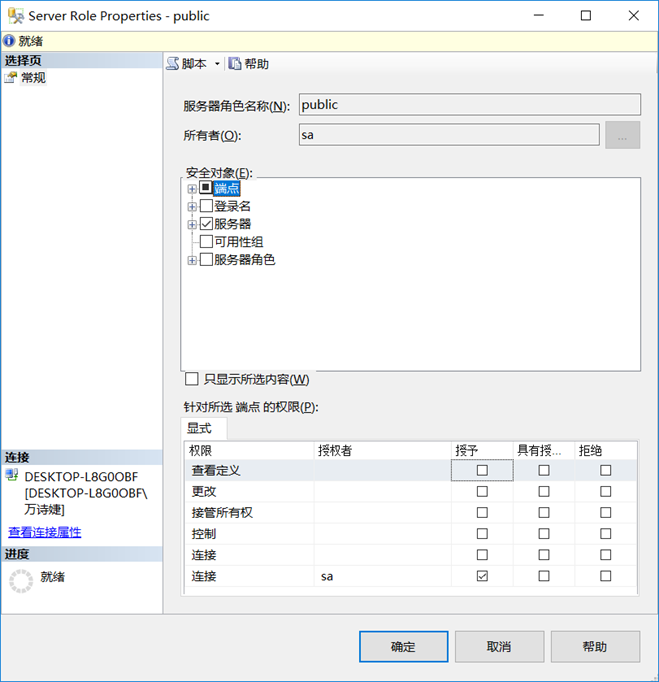 Server Role Properties - public
就绪
选择页
常规
脚本
帮助
服务器角色名称(N):
public
所有者(O):
sa
...
安全对象(E):
端点
登录名
服务器
可用性组
服务器角色
只显示所选内容(W)
针对所选 端点 的权限(P):
显式
权限 授权者 授予 具有授... 拒绝
查看定义
更改
接管所有权
控制
连接
连接 sa
连接
DESKTOP-L8G0OBF
[DESKTOP-L8G0OBF\
万诗婕]
查看连接属性
进度
就绪
确定
取消
帮助